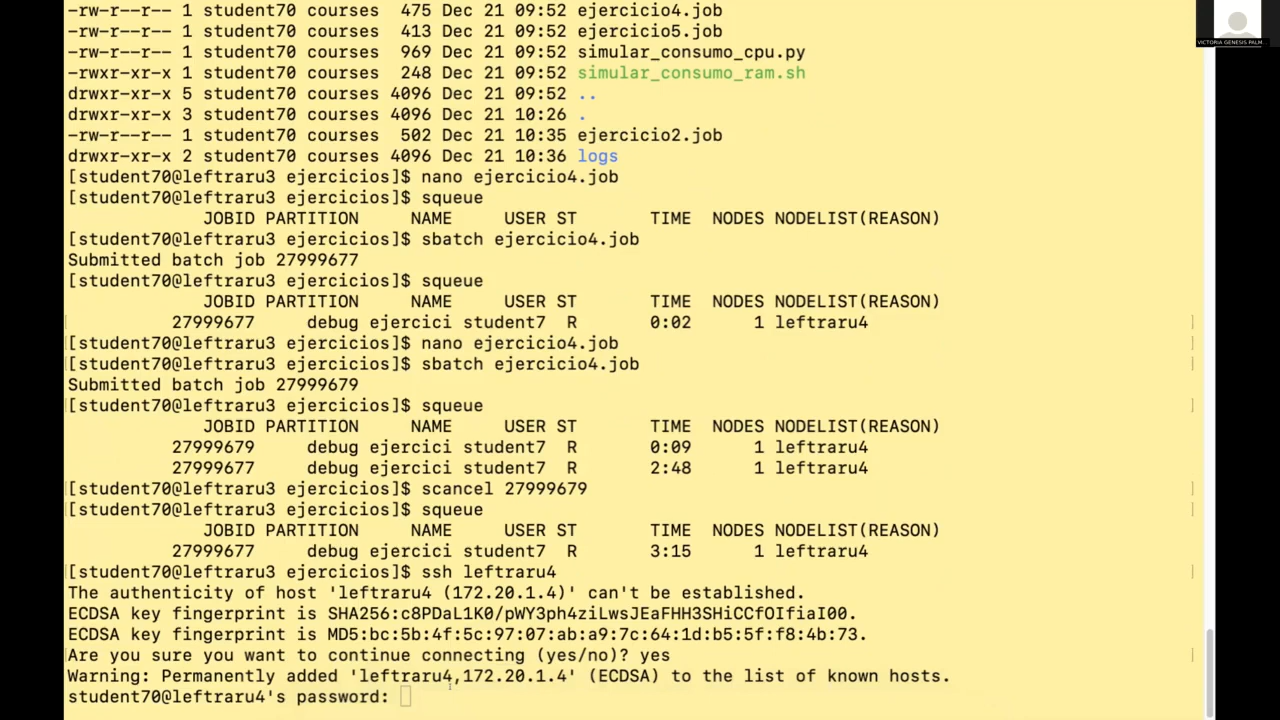 -rw-r--r-- 1 student70 courses  475 Dec 21 09:52 ejercicio4.job
-rw-r--r-- 1 student70 courses  413 Dec 21 09:52 ejercicio5.job
-rw-r--r-- 1 student70 courses  969 Dec 21 09:52 simular_consumo_cpu.py
-rwxr-xr-x 1 student70 courses  248 Dec 21 09:52 simular_consumo_ram.sh
drwxr-xr-x 5 student70 courses 4096 Dec 21 09:52 ..
drwxr-xr-x 3 student70 courses 4096 Dec 21 10:26 .
-rw-r--r-- 1 student70 courses  502 Dec 21 10:35 ejercicio2.job
drwxr-xr-x 2 student70 courses 4096 Dec 21 10:36 logs
[student70@leftraru3 ejercicios]$ nano ejercicio4.job
[student70@leftraru3 ejercicios]$ squeue
JOBID PARTITION     NAME     USER ST       TIME  NODES NODELIST(REASON)
[student70@leftraru3 ejercicios]$ sbatch ejercicio4.job
Submitted batch job 27999677
[student70@leftraru3 ejercicios]$ squeue
JOBID PARTITION     NAME     USER ST       TIME  NODES NODELIST(REASON)
27999677     debug ejercici student7  R       0:02      1 leftraru4
[student70@leftraru3 ejercicios]$ nano ejercicio4.job
[student70@leftraru3 ejercicios]$ sbatch ejercicio4.job
Submitted batch job 27999679
[student70@leftraru3 ejercicios]$ squeue
JOBID PARTITION     NAME     USER ST       TIME  NODES NODELIST(REASON)
27999679     debug ejercici student7  R       0:09      1 leftraru4
27999677     debug ejercici student7  R       2:48      1 leftraru4
[student70@leftraru3 ejercicios]$ scancel 27999679
[student70@leftraru3 ejercicios]$ squeue
JOBID PARTITION     NAME     USER ST       TIME  NODES NODELIST(REASON)
27999677     debug ejercici student7  R       3:15      1 leftraru4
[student70@leftraru3 ejercicios]$ ssh leftraru4
The authenticity of host 'leftraru4 (172.20.1.4)' can't be established.
ECDSA key fingerprint is SHA256:c8PDaL1K0/pWY3ph4ziLwsJEaFHH3SHiCCfOIfiaI00.
ECDSA key fingerprint is MD5:bc:5b:4f:5c:97:07:ab:a9:7c:64:1d:b5:5f:f8:4b:73.
Are you sure you want to continue connecting (yes/no)? yes
Warning: Permanently added 'leftraru4,172.20.1.4' (ECDSA) to the list of known hosts.
student70@leftraru4's password:
VICTORIA GENESIS PALM...